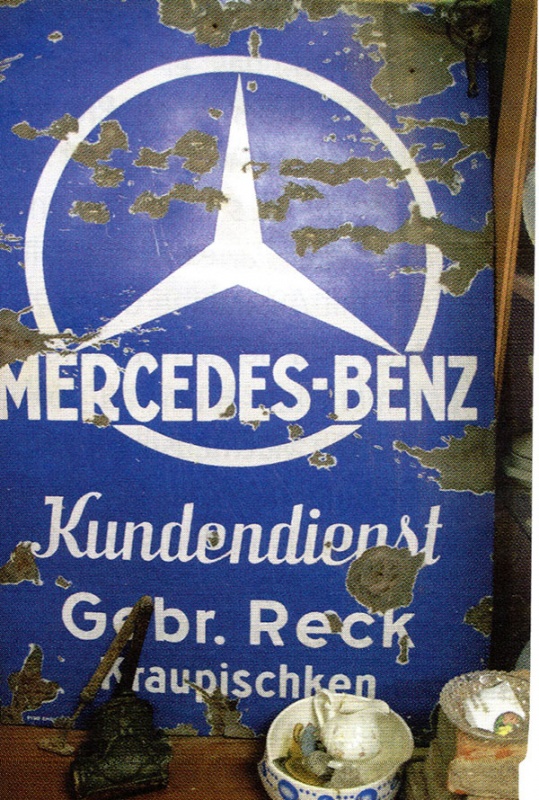 MERCEDES-BENZ
Kundendienst
Gebr. Reck
Kraupischken